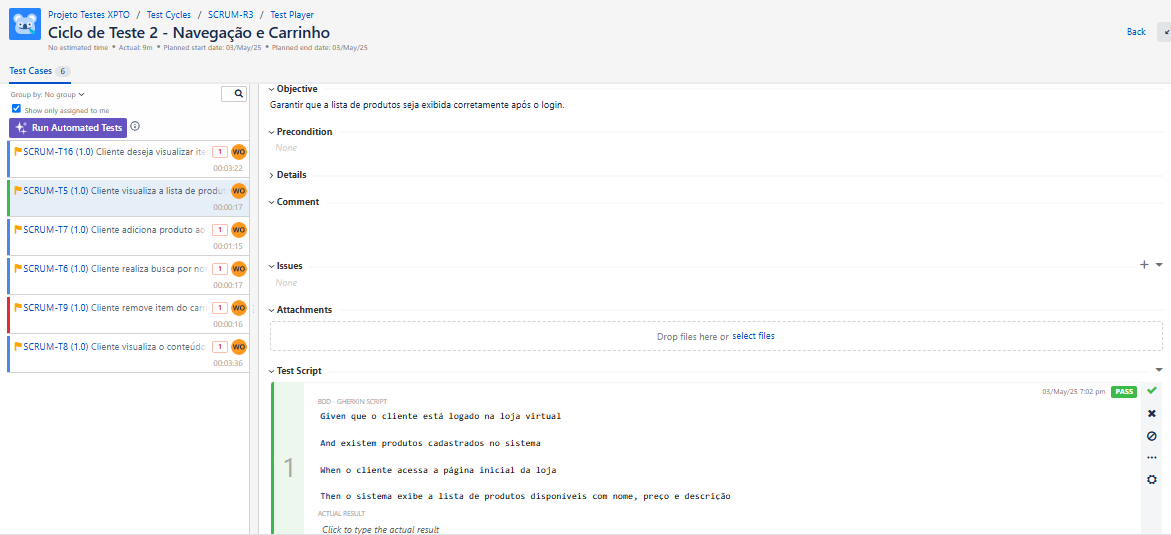 Projeto Testes XPTO / Test Cycles / SCRUM-R3 / Test Player
Ciclo de Teste 2 - Navegação e Carrinho
No estimated time • Actual: 9m • Planned start date: 03/May/25 • Planned end date: 03/May/25
Back
Test Cases 6
Group by: No group
Show only assigned to me
Run Automated Tests
SCRUM-T16 (1.0) Cliente deseja visualizar ite 1 WO
00:03:22
SCRUM-T5 (1.0) Cliente visualiza a lista de produt WO
00:00:17
SCRUM-T7 (1.0) Cliente adiciona produto ao 1 WO
00:01:15
SCRUM-T6 (1.0) Cliente realiza busca por no 1 WO
00:00:17
SCRUM-T9 (1.0) Cliente remove item do carr 1 WO
00:00:16
SCRUM-T8 (1.0) Cliente visualiza o conteúdo 1 WO
00:03:36
Objective
Garantir que a lista de produtos seja exibida corretamente após o login.
Precondition
None
Details
Comment
Issues
None
Attachments
Drop files here or select files
Test Script
03/May/25 7:02 pm PASS
1
BDD - GHERKIN SCRIPT
Given que o cliente está logado na loja virtual
And existem produtos cadastrados no sistema
When o cliente acessa a página inicial da loja
Then o sistema exibe a lista de produtos disponíveis com nome, preço e descrição
ACTUAL RESULT
Click to type the actual result